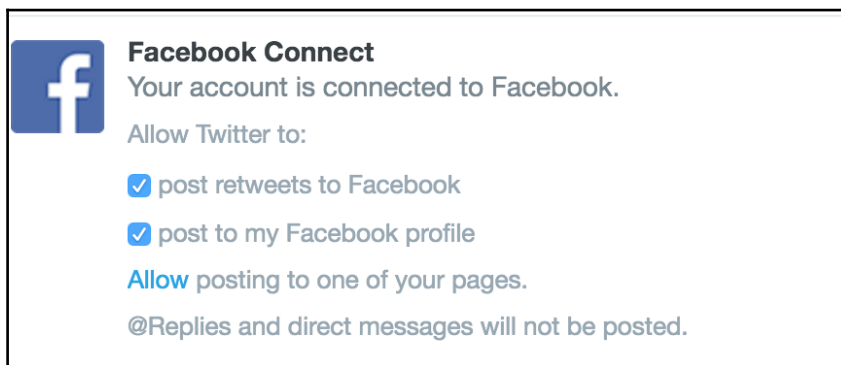 Facebook Connect
Your account is connected to Facebook.
Allow Twitter to:
post retweets to Facebook
post to my Facebook profile
Allow posting to one of your pages.
@Replies and direct messages will not be posted.